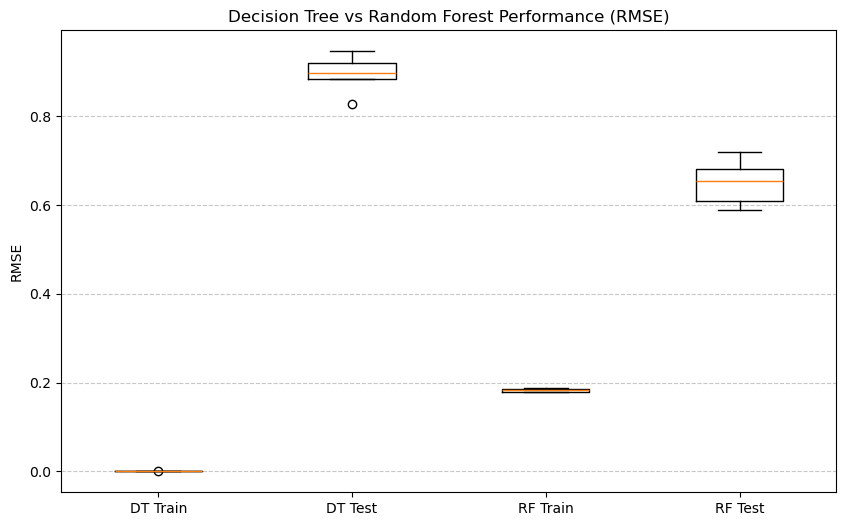 Decision Tree vs Random Forest Performance (RMSE)
RMSE
0.8
0.6
0.4
0.2
0.0
DT Train
DT Test
RF Train
RF Test